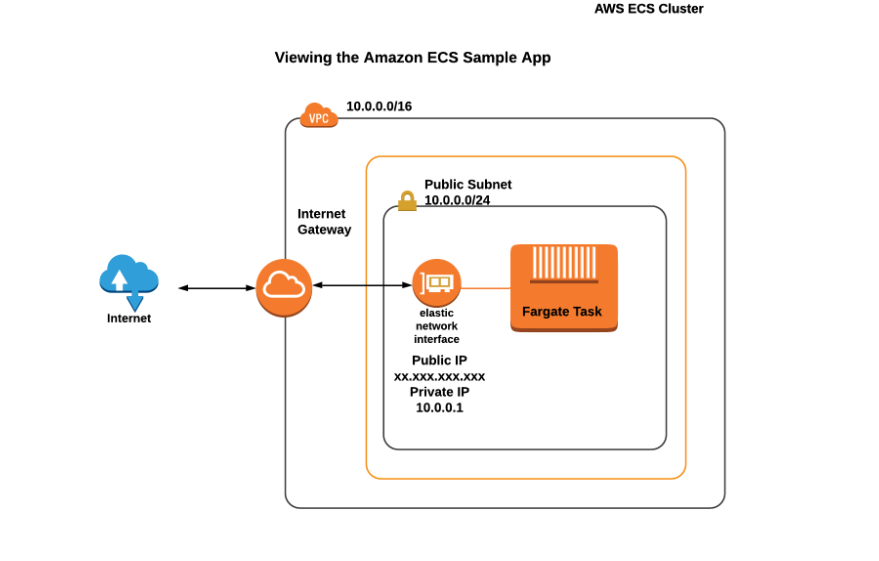 AWS ECS Cluster
Viewing the Amazon ECS Sample App
10.0.0.0/16
VPC
Public Subnet
10.0.0.0/24
Internet
Gateway
Internet
elastic
network
interface
Fargate Task
Public IP
xx.xxx.xxx.xxx
Private IP
10.0.0.1